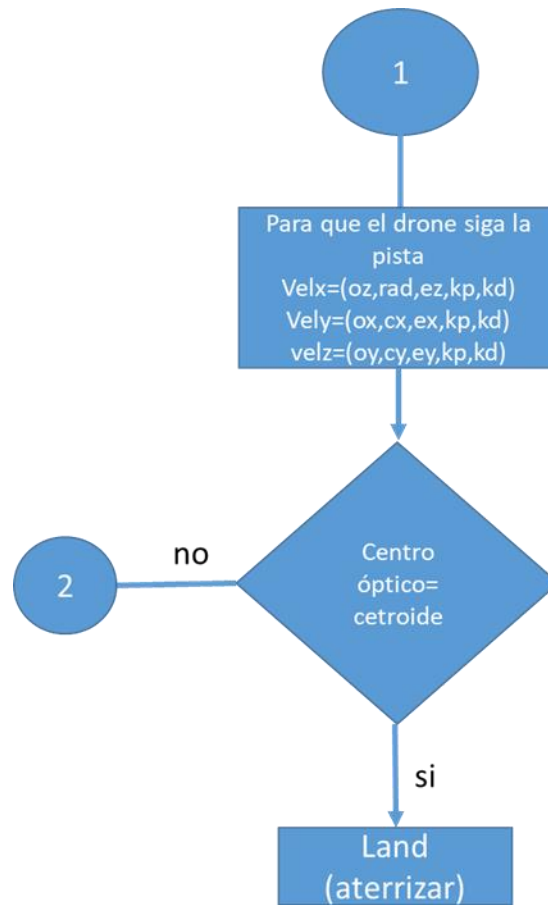 1
Para que el drone siga la
pista
Velx=(oz,rad,ez,kp,kd)
Vely=(ox,cx,ex,kp,kd)
velz=(oy,cy,ey,kp,kd)
no
2
Centro
óptico=
cetroide
si
Land
(aterrizar)